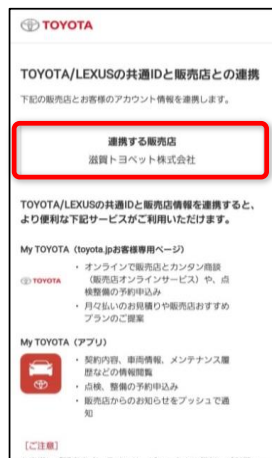 TOYOTA
TOYOTA/LEXUSの共通IDと販売店との連携
下記の販売店とお客様のアカウント情報を連携します。
連携する販売店
滋賀トヨペット株式会社
TOYOTA/LEXUSの共通IDと販売店情報を連携すると、
より便利な下記サービスがご利用いただけます。
My TOYOTA（toyota.jpお客様専用ページ）
TOYOTA
・オンラインで販売店とカンタン商談
（販売店オンラインサービス）や、点
検整備の予約申込み
・月々払いのお見積りや販売店おすすめ
プランのご提案
My TOYOTA（アプリ）
・契約内容、車両情報、メンテナンス履
歴などの情報閲覧
・点検、整備の予約申込み
・販売店からのお知らせをプッシュで通
知
［ご注意］